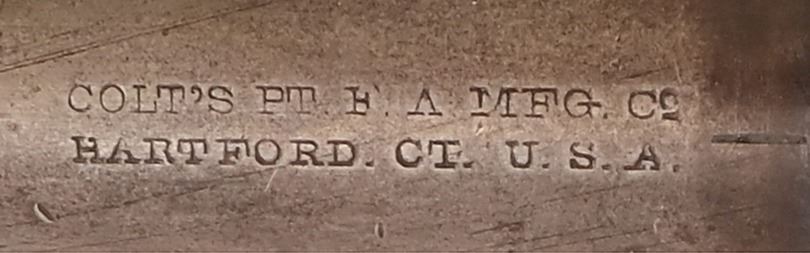 COLT'S PT. F. A. MFG. Co
HARTFORD. CT. U. S. A.